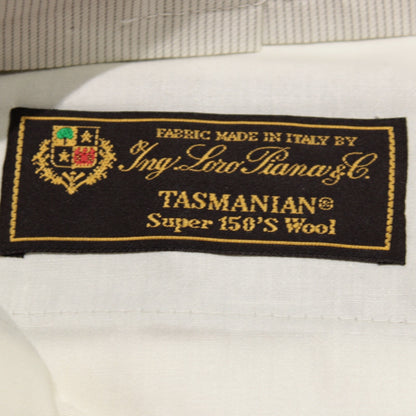 FABRIC MADE IN ITALY BY
Ing. Loro Piana & C.
TASMANIAN®
Super 150'S Wool